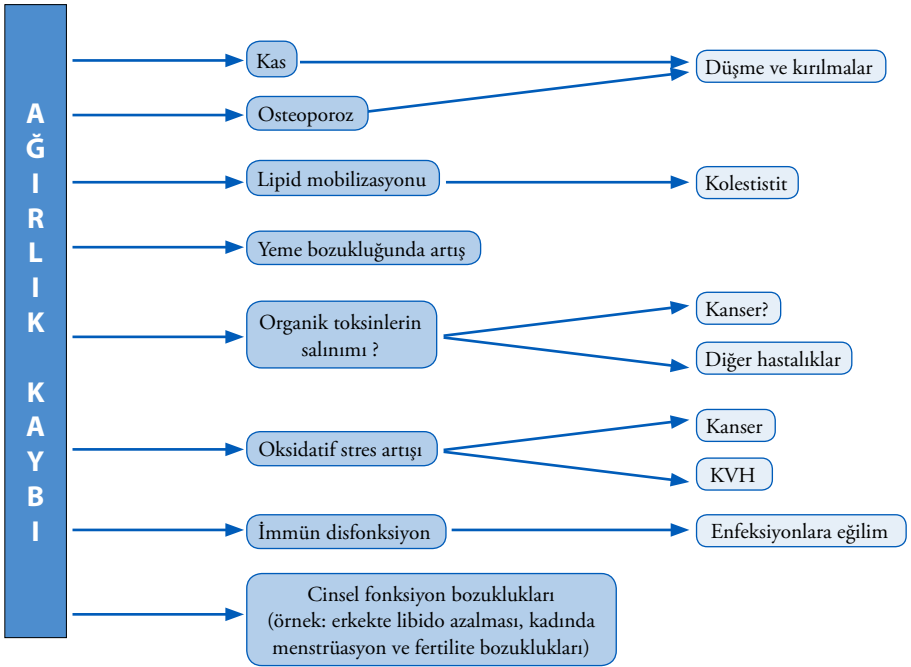 AĞIRLIK KAYBI
Kas
Düşme ve kırılmalar
Osteoporoz
Lipid mobilizasyonu
Kolestistit
Yeme bozukluğunda artış
Organik toksinlerin
salınımı ?
Kanser?
Diğer hastalıklar
Oksidatif stres artışı
Kanser
KVH
İmmün disfonksiyon
Enfeksiyonlara eğilim
Cinsel fonksiyon bozuklukları
(örnek: erkekte libido azalması, kadında
menstrüasyon ve fertilite bozuklukları)